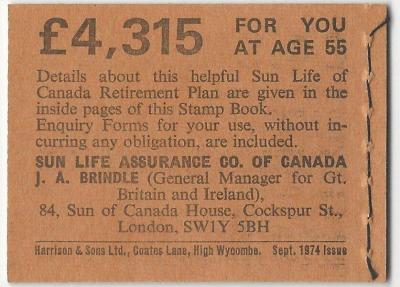 £4,315 FOR YOU
AT AGE 55
Details about this helpful Sun Life of
Canada Retirement Plan are given in the
inside pages of this Stamp Book.
Enquiry Forms for your use, without in-
curring any obligation, are included.
SUN LIFE ASSURANCE CO. OF CANADA
J. A. BRINDLE (General Manager for Gt.
Britain and Ireland),
84, Sun of Canada House, Cockspur St.,
London, SW1Y 5BH
Harrison & Sons Ltd., Coates Lane, High Wycombe. Sept. 1974 Issue